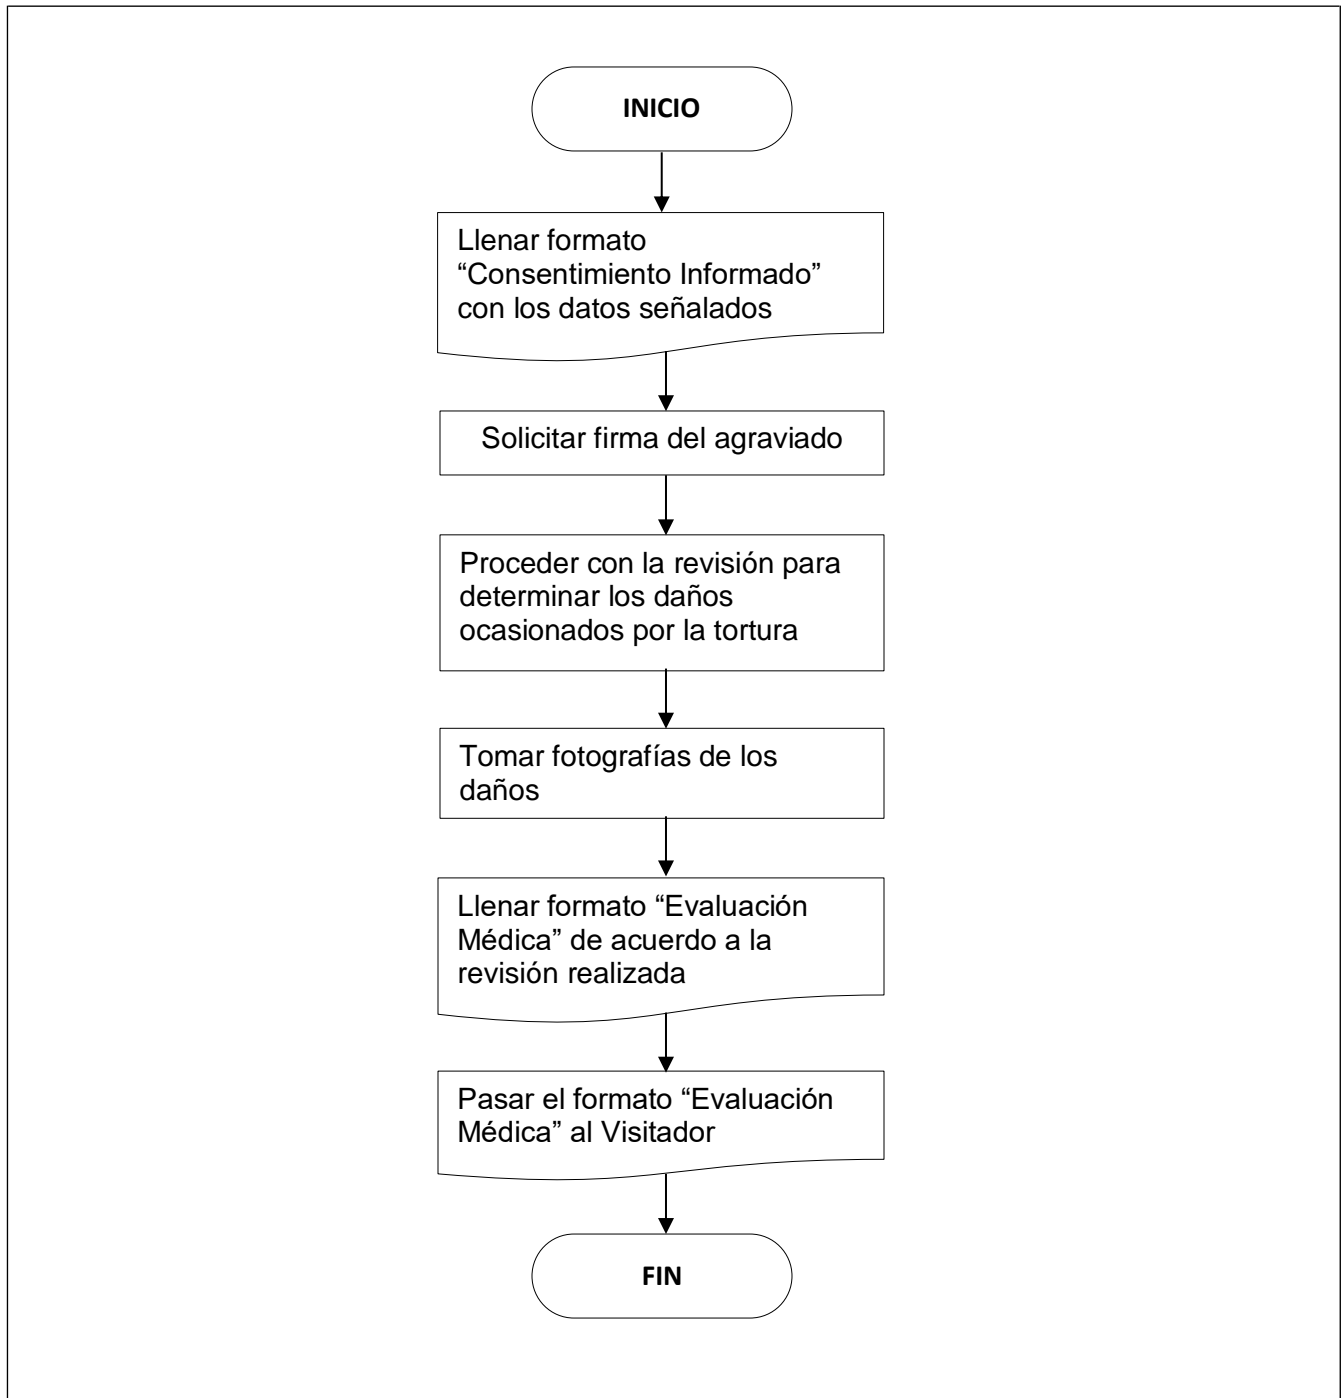 INICIO
Llenar formato
“Consentimiento Informado”
con los datos señalados
Solicitar firma del agraviado
Proceder con la revisión para
determinar los daños
ocasionados por la tortura
Tomar fotografías de los
daños
Llenar formato “Evaluación
Médica” de acuerdo a la
revisión realizada
Pasar el formato “Evaluación
Médica” al Visitador
FIN